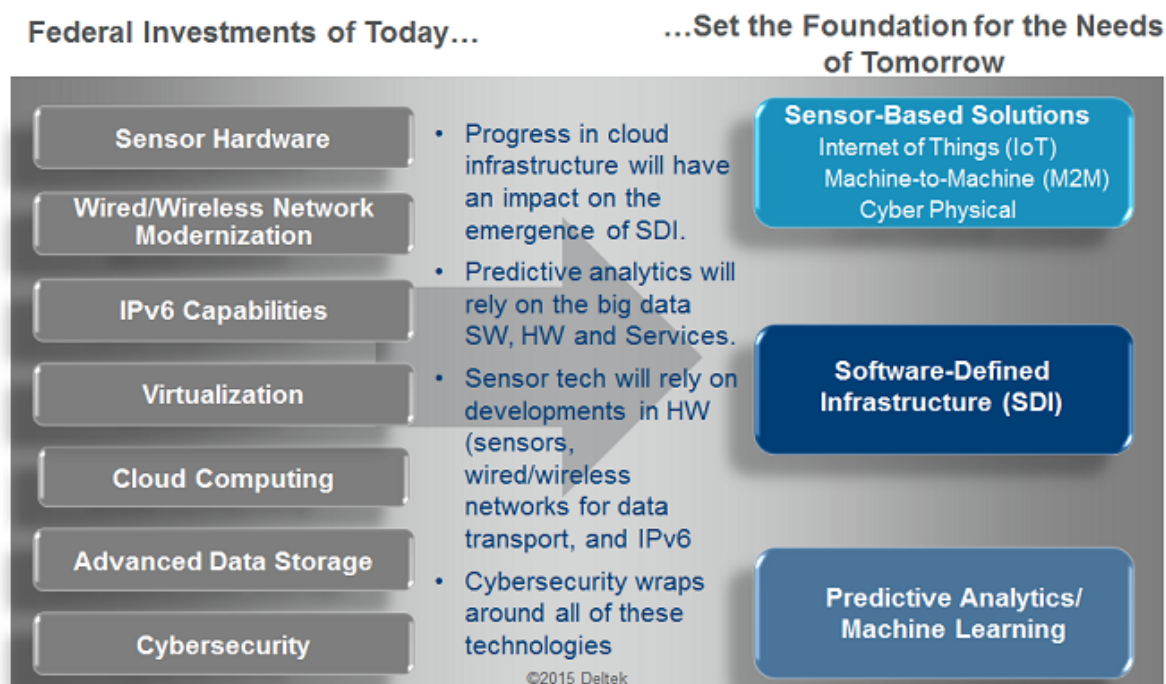 Federal Investments of Today…
…Set the Foundation for the Needs
of Tomorrow
Sensor Hardware
Wired/Wireless Network
Modernization
IPv6 Capabilities
Virtualization
Cloud Computing
Advanced Data Storage
Cybersecurity
• Progress in cloud
infrastructure will have
an impact on the
emergence of SDI.
• Predictive analytics will
rely on the big data
SW, HW and Services.
• Sensor tech will rely on
developments in HW
(sensors,
wired/wireless
networks for data
transport, and IPv6
• Cybersecurity wraps
around all of these
technologies
Sensor-Based Solutions
Internet of Things (IoT)
Machine-to-Machine (M2M)
Cyber Physical
Software-Defined
Infrastructure (SDI)
Predictive Analytics/
Machine Learning
©2015 Deltek